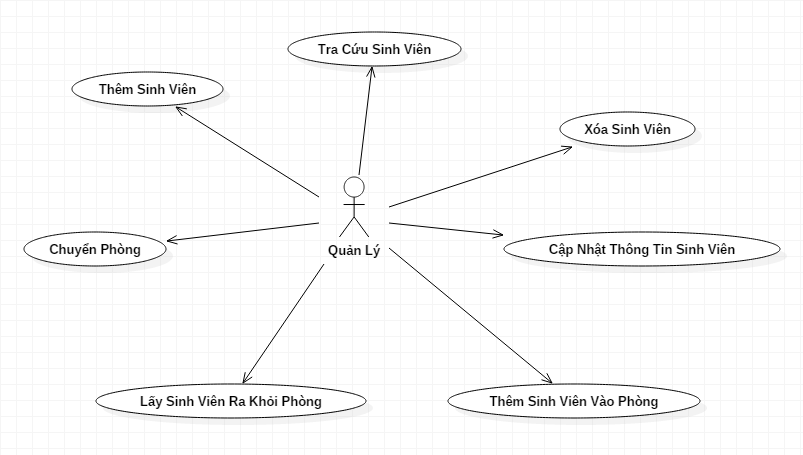 Tra Cứu Sinh Viên
Thêm Sinh Viên
Xóa Sinh Viên
Chuyển Phòng
Quản Lý
Cập Nhật Thông Tin Sinh Viên
Lấy Sinh Viên Ra Khỏi Phòng
Thêm Sinh Viên Vào Phòng